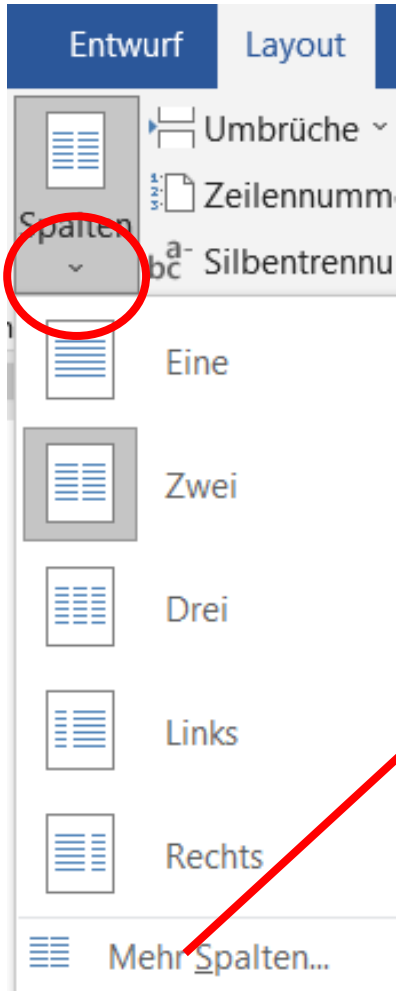 Entwurf Layout
Umbrüche
Spalten Zeilennumm
Silbentrennu
Eine
Zwei
Drei
Links
Rechts
Mehr Spalten...